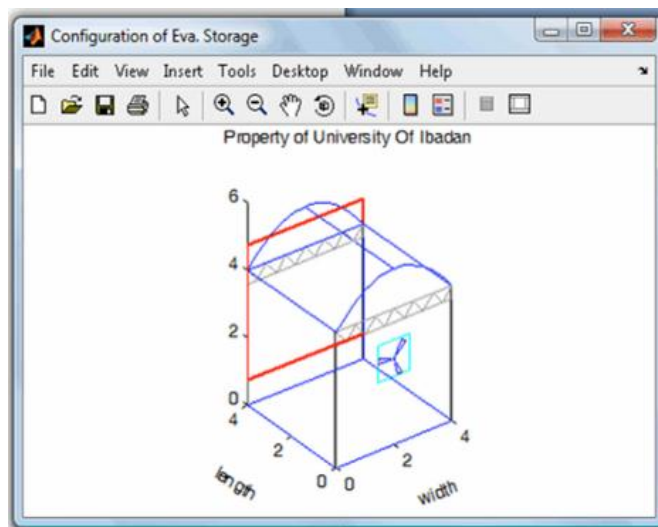 Configuration of Eva. Storage
File Edit View Insert Tools Desktop Window Help
Property of University Of Ibadan
6
4
2
0
4
2
0
0
2
4
length
width